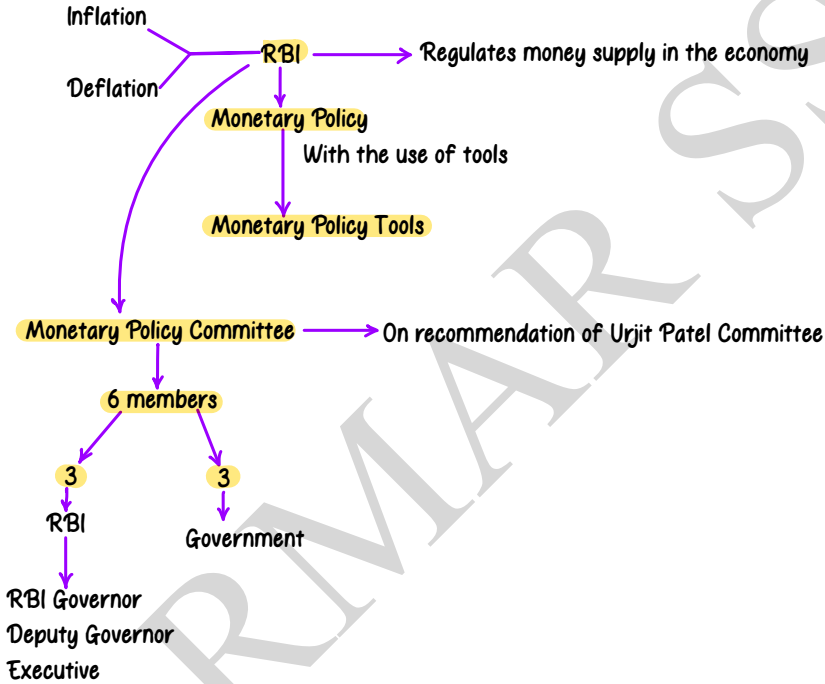 Inflation
RBI
Regulates money supply in the economy
Deflation
Monetary Policy
With the use of tools
Monetary Policy Tools
Monetary Policy Committee
On recommendation of Urjit Patel Committee
6 members
3
3
RBI
Government
RBI Governor
Deputy Governor
Executive
RMAR SS